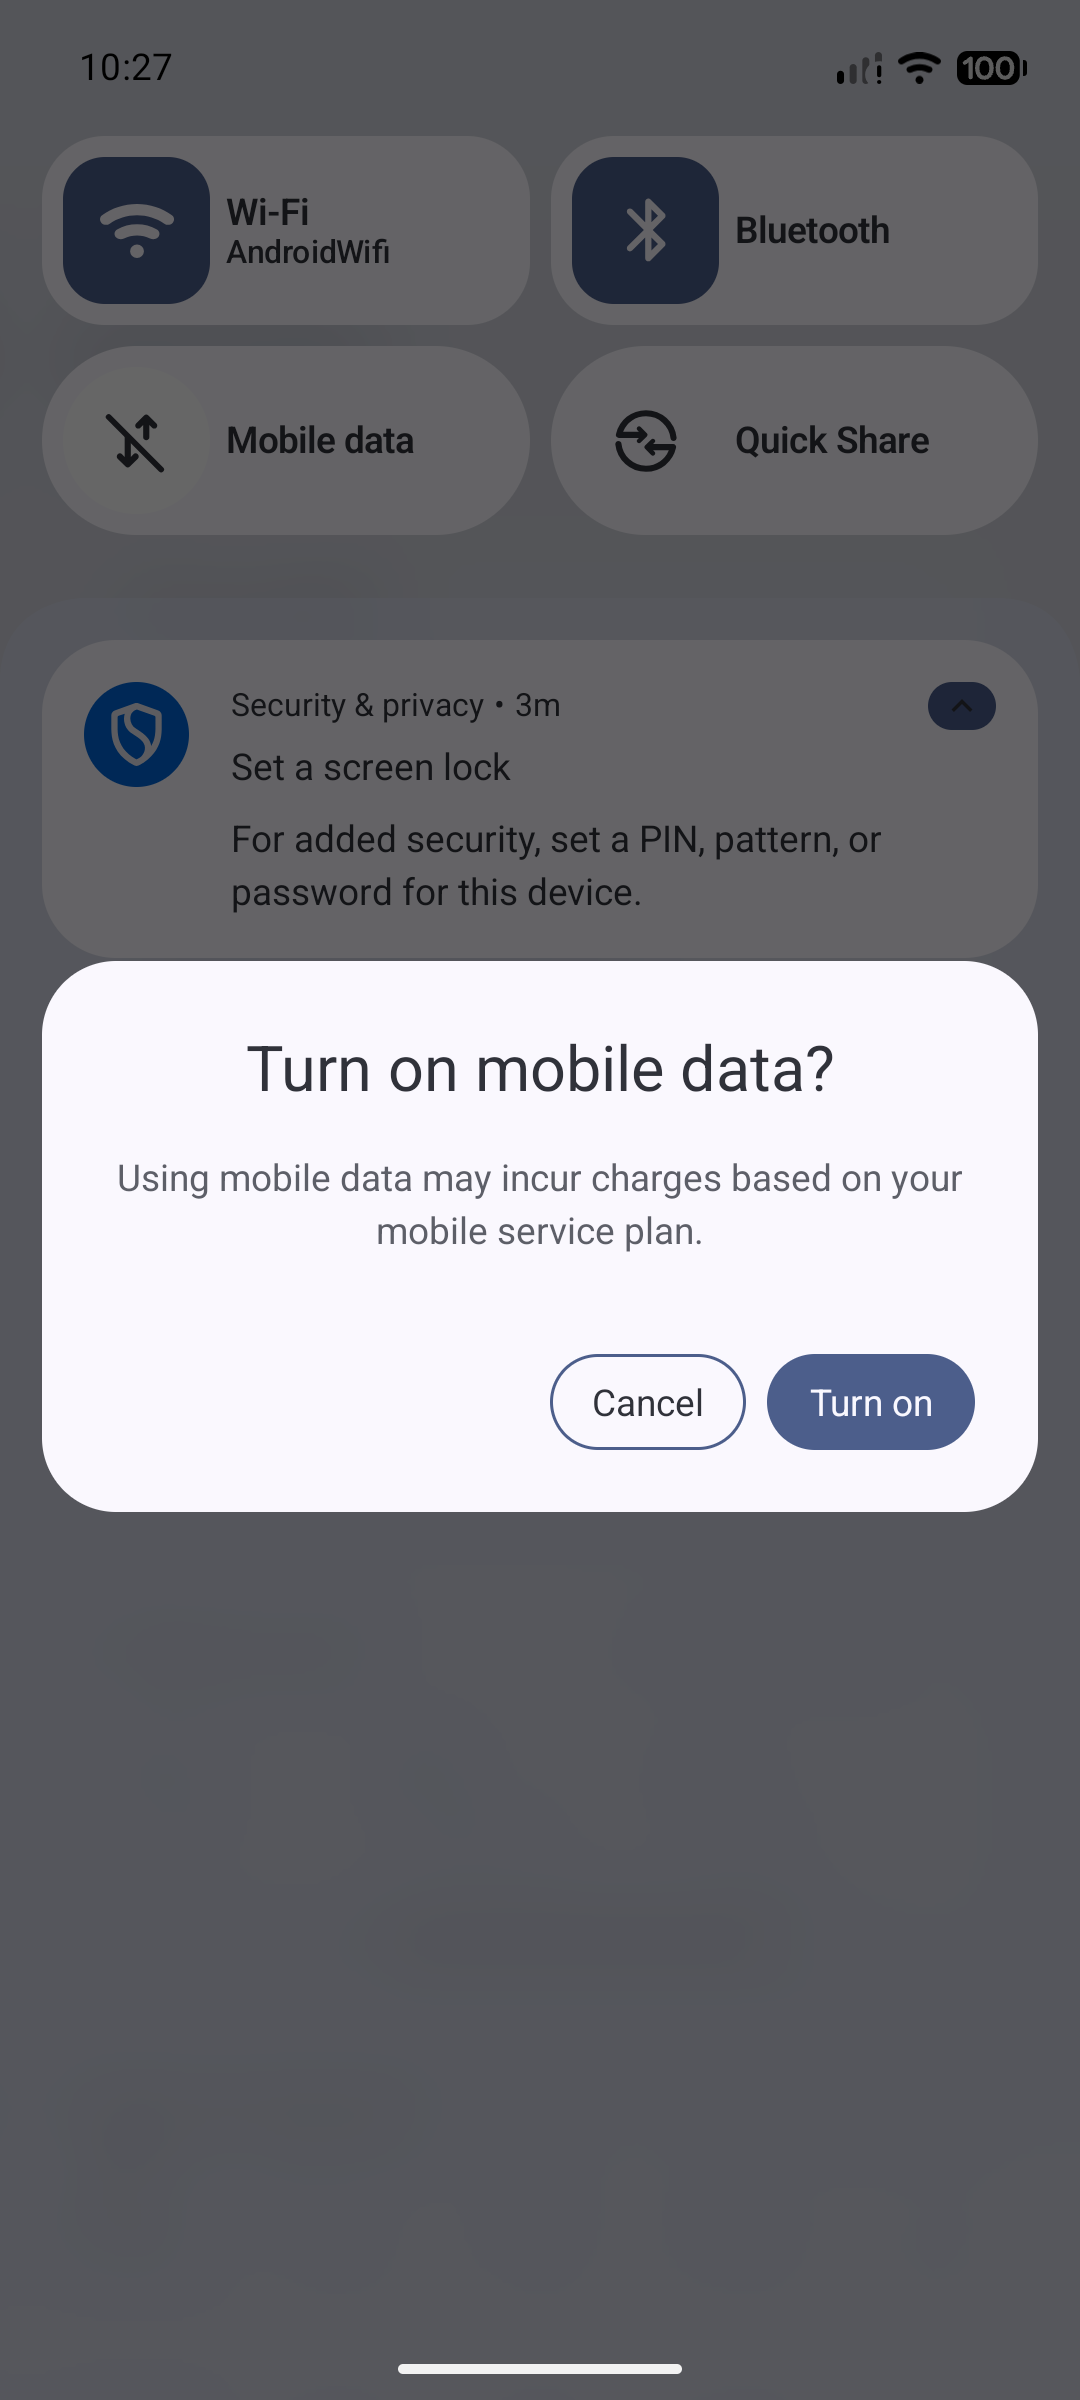 10:27
100
Wi-Fi
AndroidWifi
Bluetooth
Mobile data
Quick Share
Security & privacy • 3m
Set a screen lock
For added security, set a PIN, pattern, or
password for this device.
Turn on mobile data?
Using mobile data may incur charges based on your
mobile service plan.
Cancel
Turn on